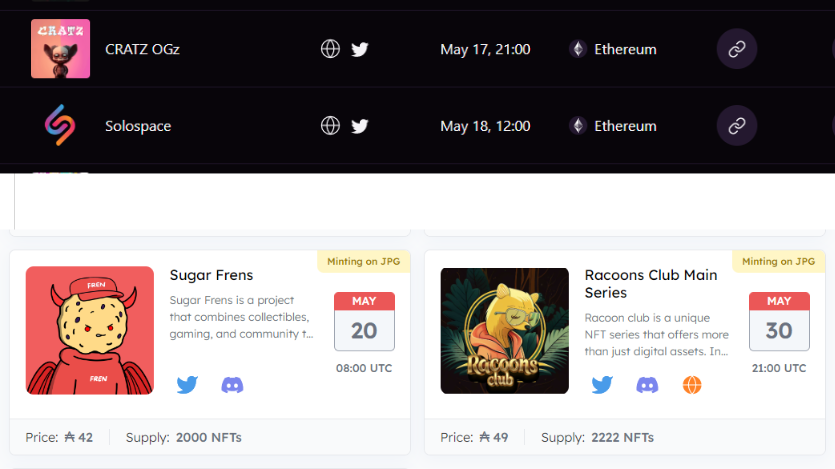 CRATZ
CRATZ OGz
May 17, 21:00
Ethereum
Solospace
May 18, 12:00
Ethereum
Minting on JPG
FREN
FREN
Sugar Frens
Sugar Frens is a project
that combines collectibles,
gaming, and community t...
MAY
20
08:00 UTC
Price: ₳ 42
Supply: 2000 NFTs
Minting on JPG
Racoons
club
Racoons Club Main
Series
Racoon club is a unique
NFT series that offers more
than just digital assets. In...
MAY
30
21:00 UTC
Price: ₳ 49
Supply: 2222 NFTs